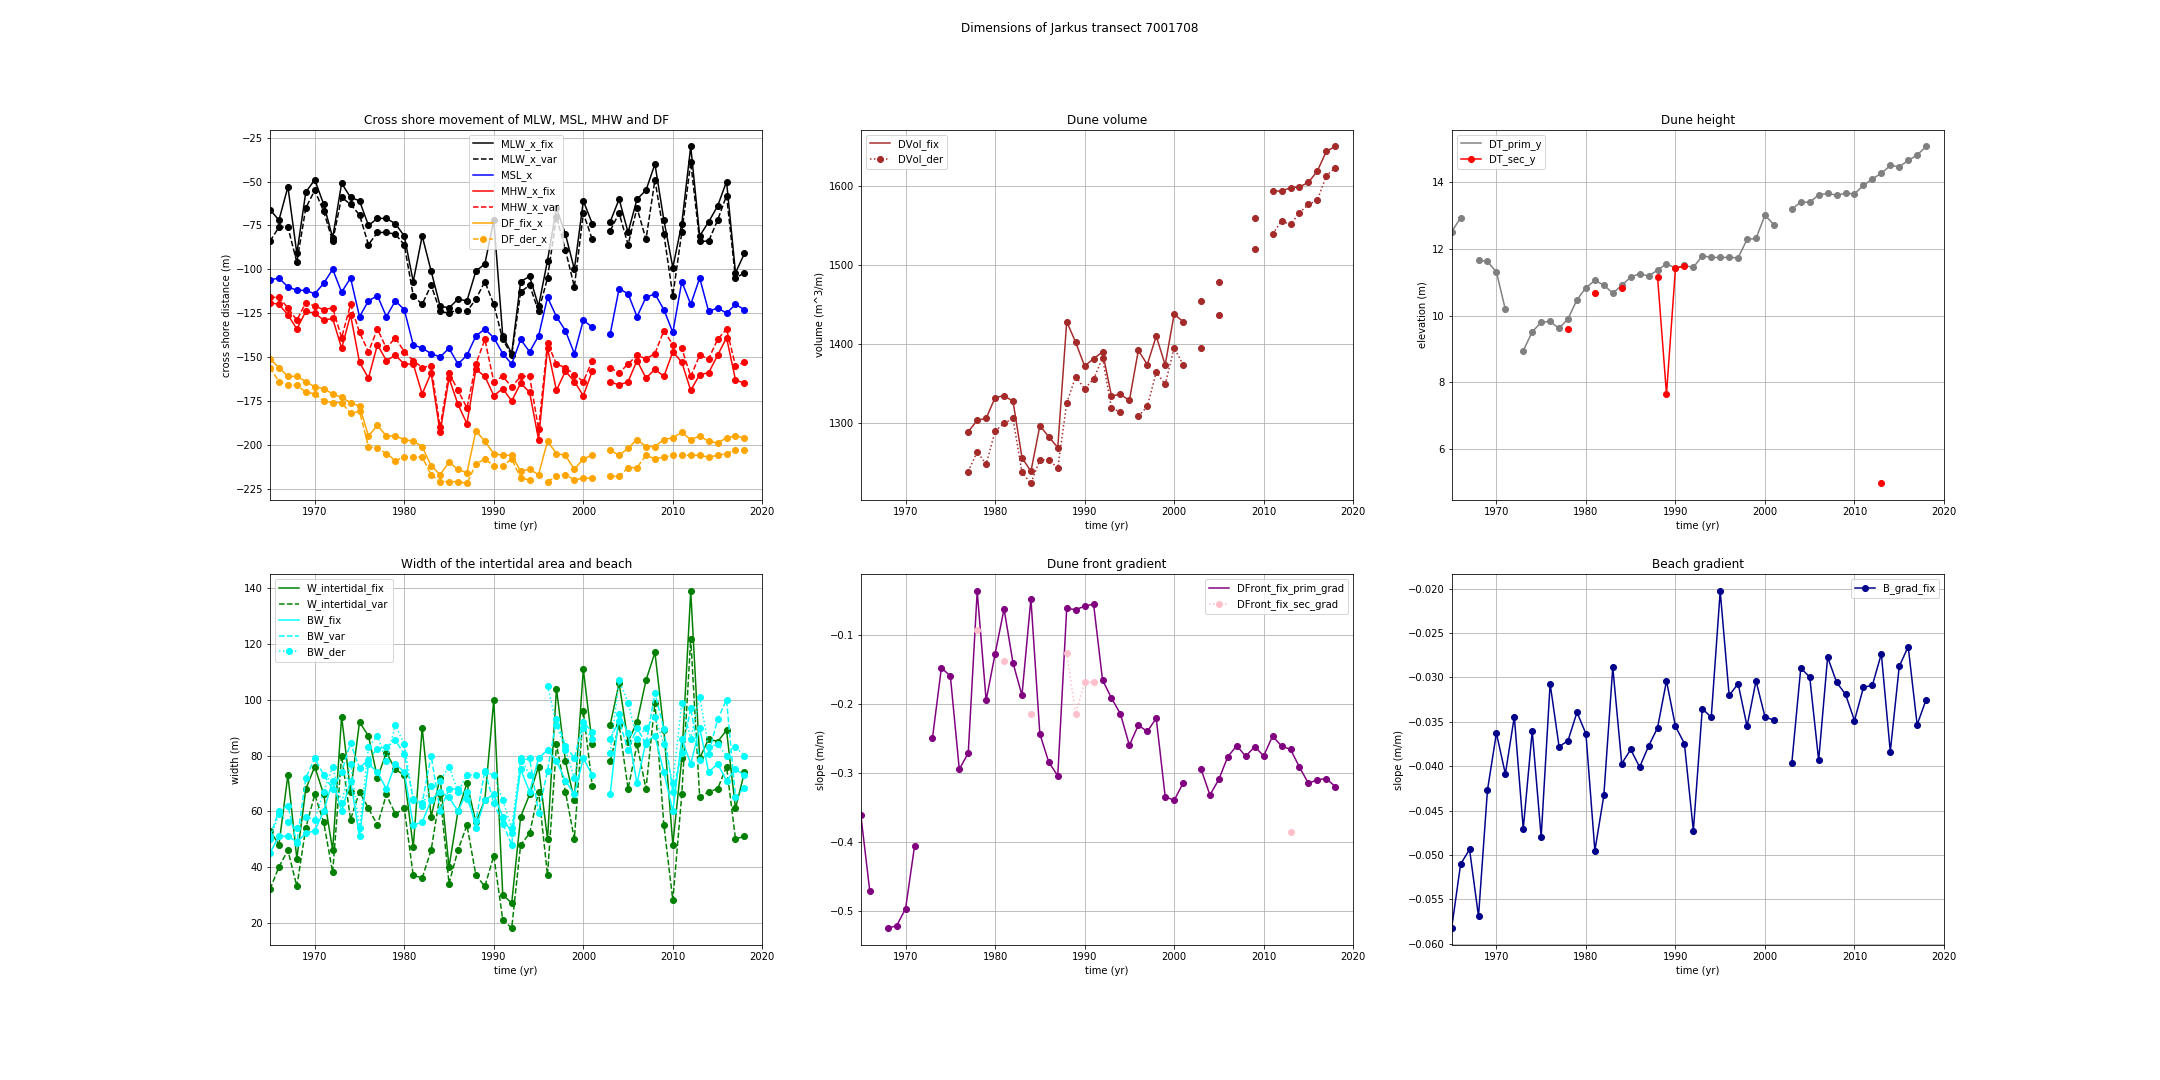 Dimensions of Jarkus transect 7001708
Cross shore movement of MLW, MSL, MHW and DF
cross shore distance (m)
−25
−50
−75
−100
−125
−150
−175
−200
−225
MLW_x_fix
MLW_x_var
MSL_x
MHW_x_fix
MHW_x_var
DF_fix_x
DF_der_x
1970 1980 1990 2000 2010 2020
time (yr)
Dune volume
volume (m^3/m)
1600
1500
1400
1300
DVol_fix
DVol_der
1970 1980 1990 2000 2010 2020
time (yr)
Dune height
elevation (m)
14
12
10
8
6
DT_prim_y
DT_sec_y
1970 1980 1990 2000 2010 2020
time (yr)
Width of the intertidal area and beach
width (m)
140
120
100
80
60
40
20
W_intertidal_fix
W_intertidal_var
BW_fix
BW_var
BW_der
1970 1980 1990 2000 2010 2020
time (yr)
Dune front gradient
slope (m/m)
−0.1
−0.2
−0.3
−0.4
−0.5
DFront_fix_prim_grad
DFront_fix_sec_grad
1970 1980 1990 2000 2010 2020
time (yr)
Beach gradient
slope (m/m)
−0.020
−0.025
−0.030
−0.035
−0.040
−0.045
−0.050
−0.055
−0.060
B_grad_fix
1970 1980 1990 2000 2010 2020
time (yr)